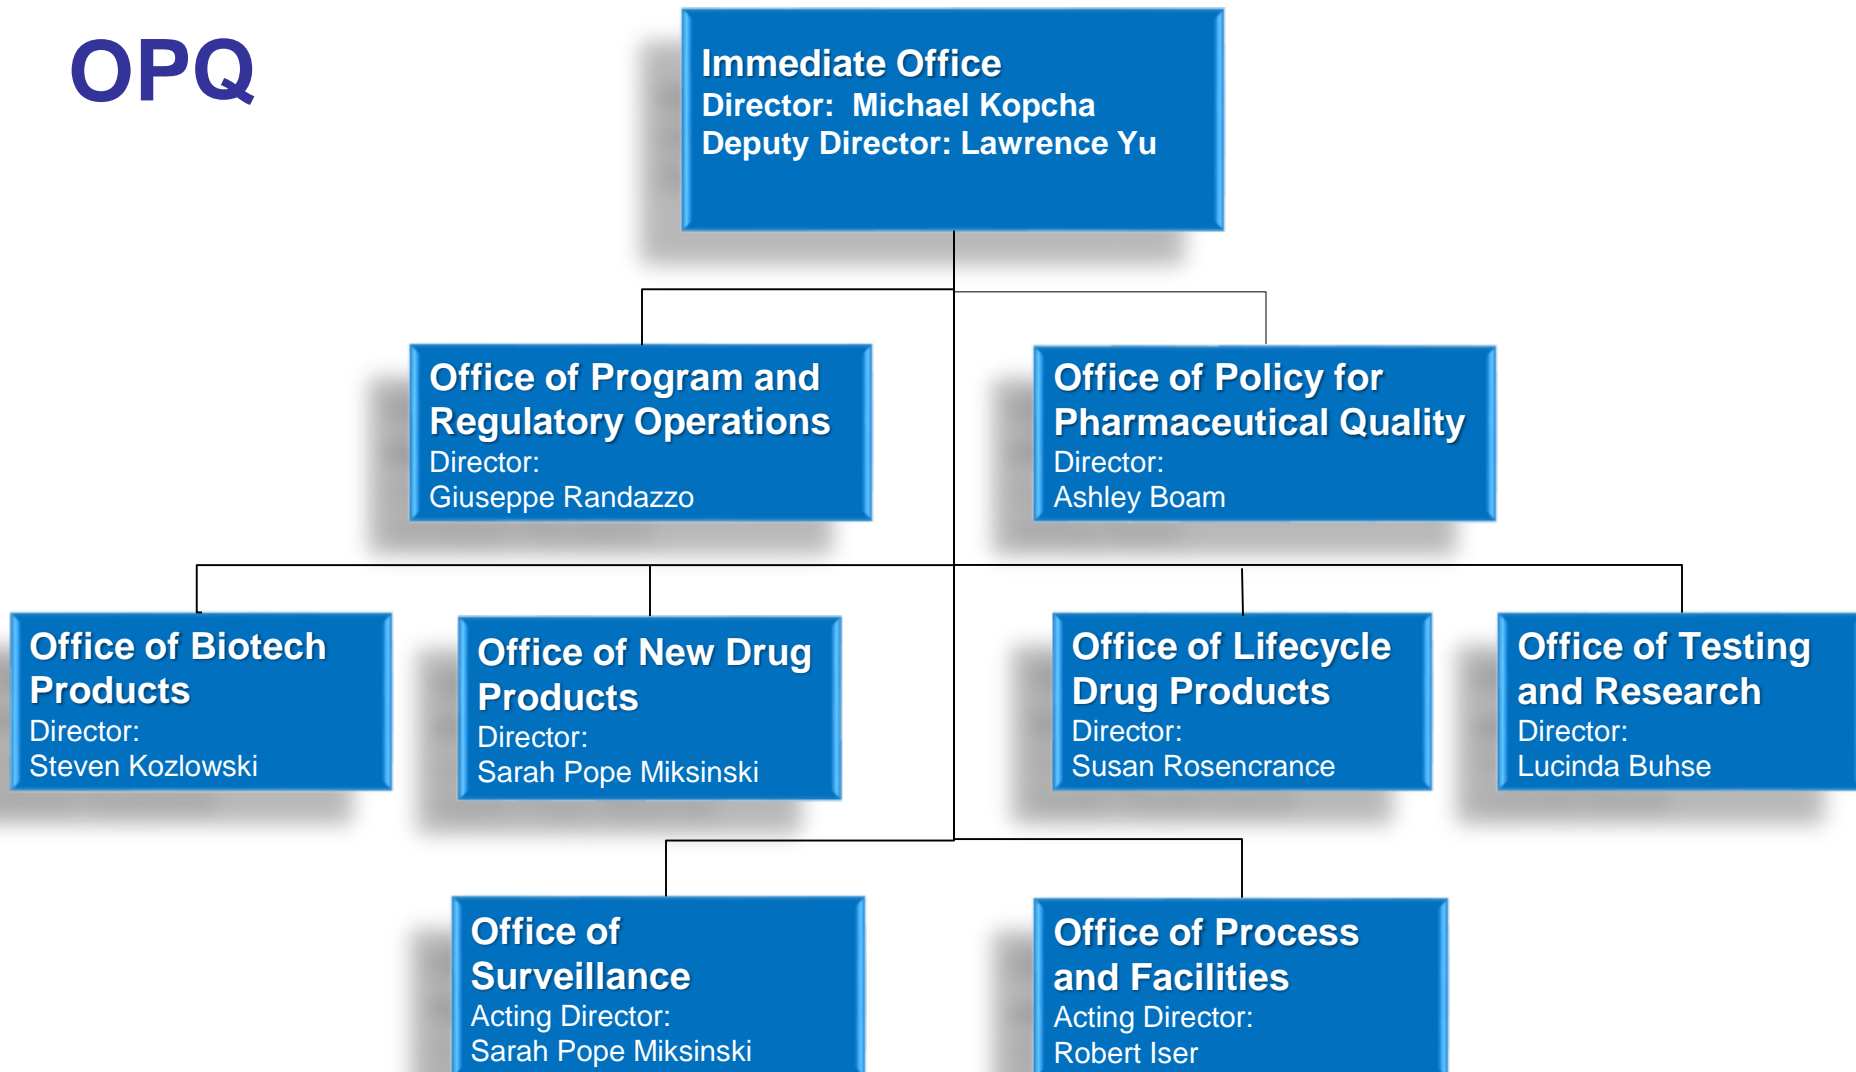 OPQ
Immediate Office
Director:  Michael Kopcha
Deputy Director: Lawrence Yu
Office of Program and
Regulatory Operations
Director:
Giuseppe Randazzo
Office of Policy for
Pharmaceutical Quality
Director:
Ashley Boam
Office of Biotech
Products
Director:
Steven Kozlowski
Office of New Drug
Products
Director:
Sarah Pope Miksinski
Office of Lifecycle
Drug Products
Director:
Susan Rosencrance
Office of Testing
and Research
Director:
Lucinda Buhse
Office of
Surveillance
Acting Director:
Sarah Pope Miksinski
Office of Process
and Facilities
Acting Director:
Robert Iser